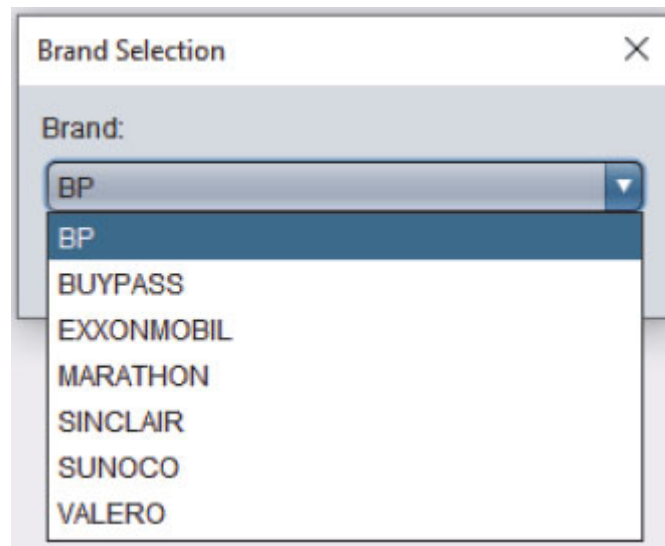 Brand Selection
Brand:
BP
BP
BUYPASS
EXXONMOBIL
MARATHON
SINCLAIR
SUNOCO
VALERO